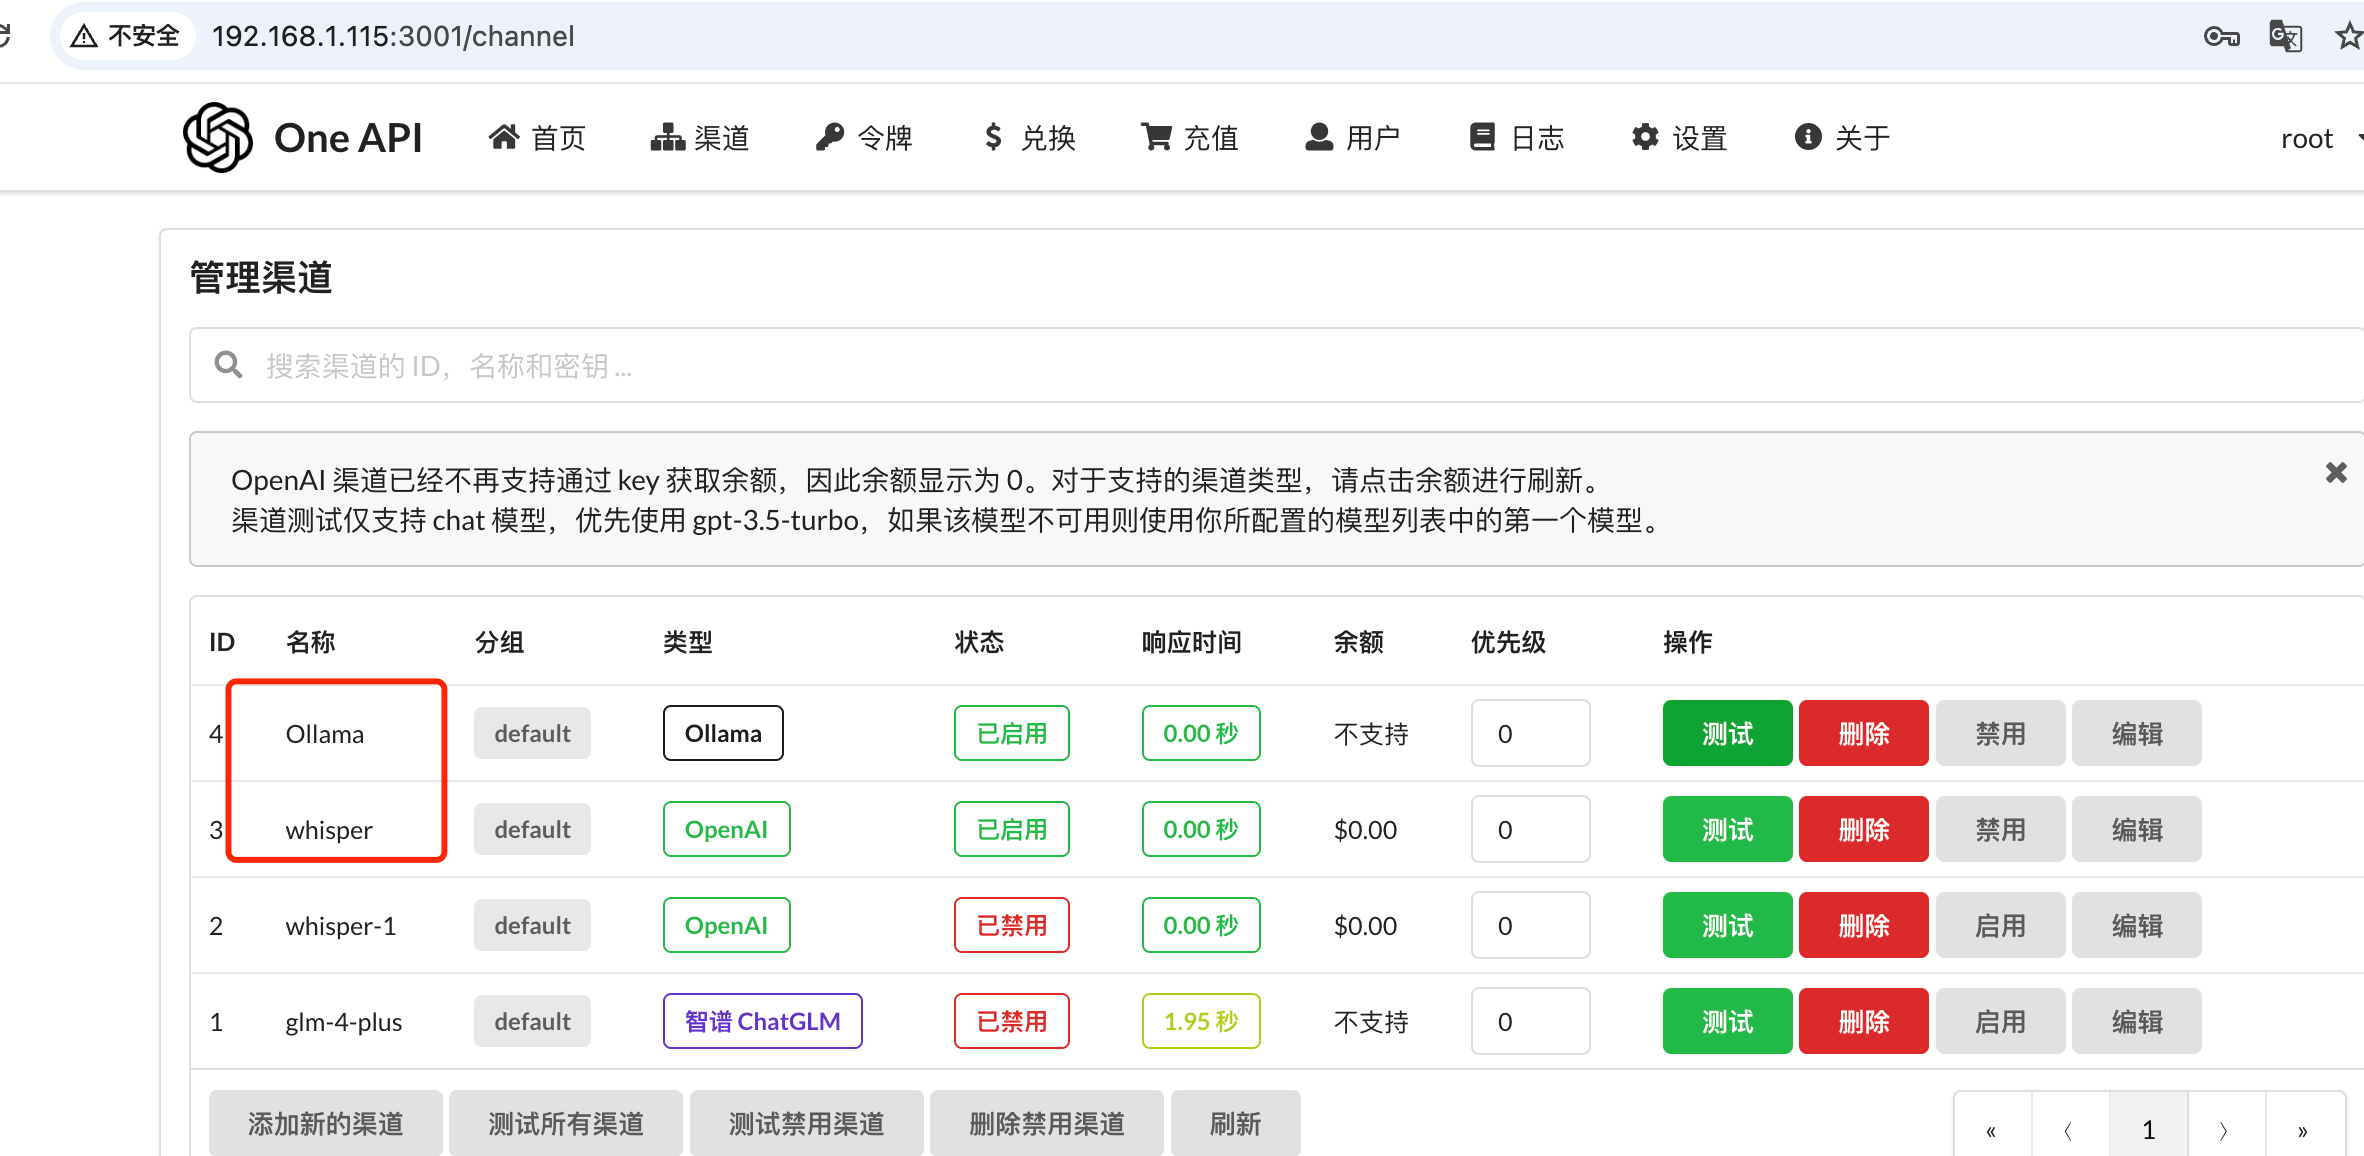 不安全 192.168.1.115:3001/channel
One API 首页 渠道 令牌 兑换 充值 用户 日志 设置 关于 root
管理渠道
搜索渠道的 ID，名称和密钥 ...
OpenAI 渠道已经不再支持通过 key 获取余额，因此余额显示为 0。对于支持的渠道类型，请点击余额进行刷新。
渠道测试仅支持 chat 模型，优先使用 gpt-3.5-turbo，如果该模型不可用则使用你所配置的模型列表中的第一个模型。
ID 名称 分组 类型 状态 响应时间 余额 优先级 操作
4 Ollama default Ollama 已启用 0.00 秒 不支持 0 测试 删除 禁用 编辑
3 whisper default OpenAI 已启用 0.00 秒 $0.00 0 测试 删除 禁用 编辑
2 whisper-1 default OpenAI 已禁用 0.00 秒 $0.00 0 测试 删除 启用 编辑
1 glm-4-plus default 智谱 ChatGLM 已禁用 1.95 秒 不支持 0 测试 删除 启用 编辑
添加新的渠道 测试所有渠道 测试禁用渠道 删除禁用渠道 刷新 « 〈 1 〉 »